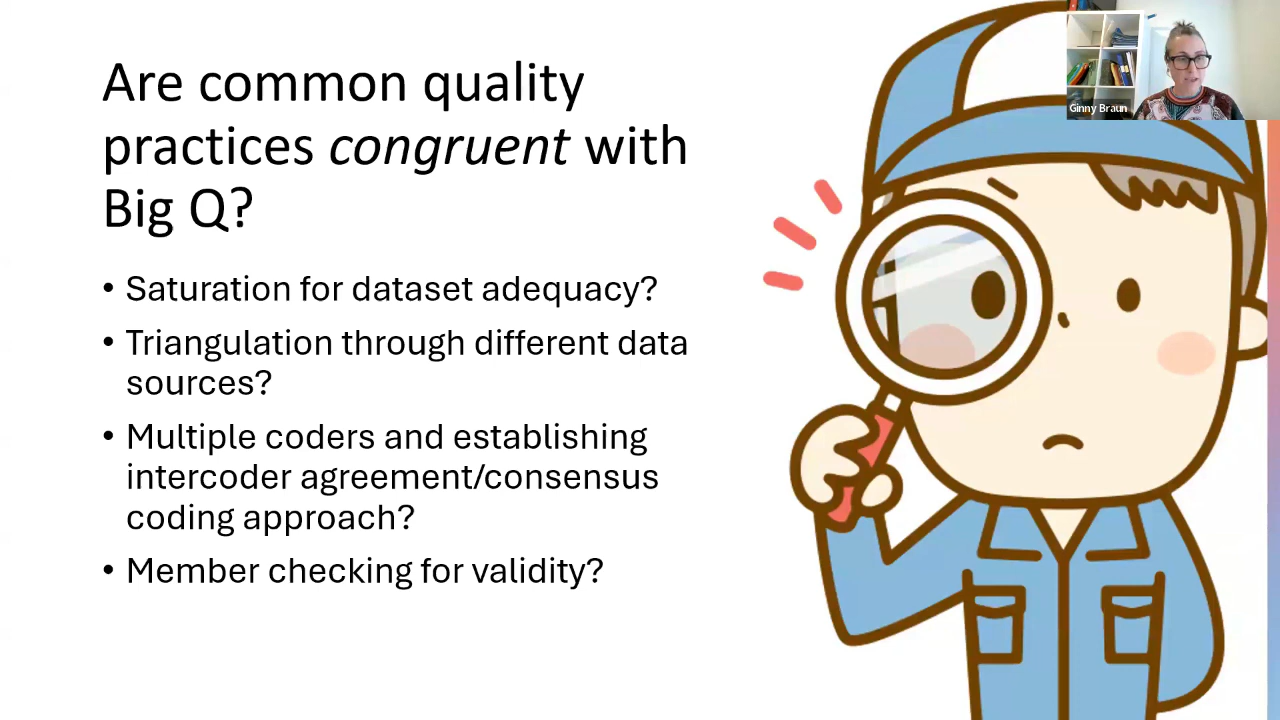 Are common quality
practices congruent with
Big Q?
• Saturation for dataset adequacy?
• Triangulation through different data
sources?
• Multiple coders and establishing
intercoder agreement/consensus
coding approach?
• Member checking for validity?
Ginny Braun